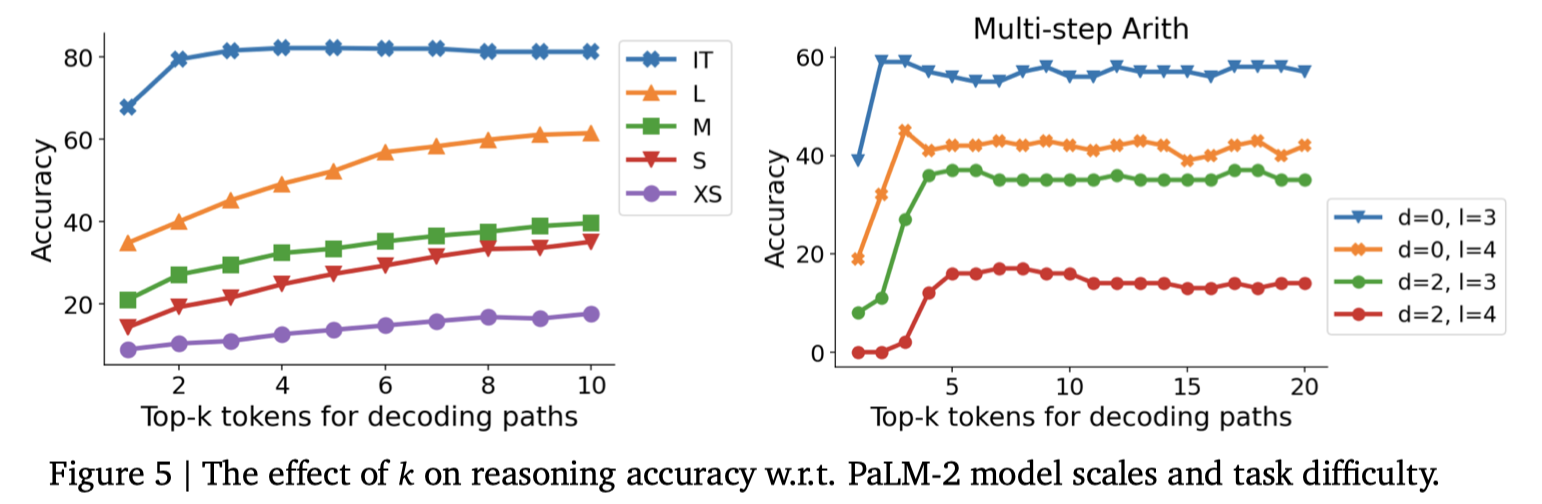 Accuracy
80
60
40
20
2 4 6 8 10
Top-k tokens for decoding paths
IT
L
M
S
XS
Multi-step Arith
Accuracy
60
40
20
0
5 10 15 20
Top-k tokens for decoding paths
d=0, l=3
d=0, l=4
d=2, l=3
d=2, l=4
Figure 5 | The effect of k on reasoning accuracy w.r.t. PaLM-2 model scales and task difficulty.